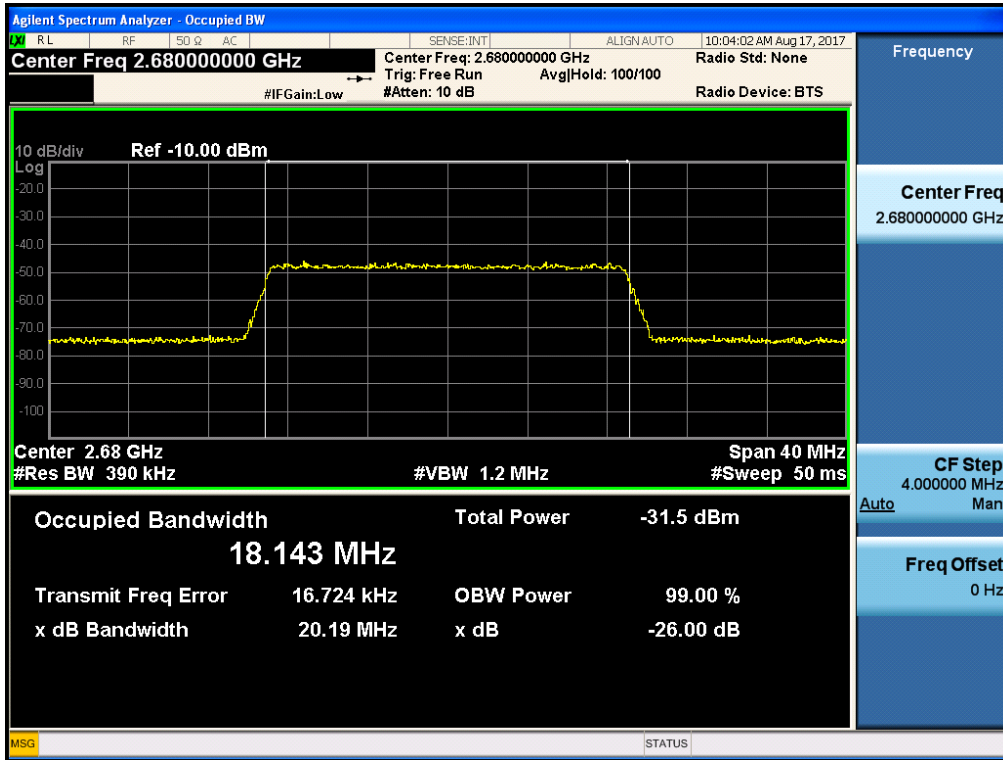 Agilent Spectrum Analyzer - Occupied BW
LXI RL RF 50 Ω AC SENSE:INT ALIGN AUTO 10:04:02 AM Aug 17, 2017
Center Freq 2.680000000 GHz
Center Freq: 2.680000000 GHz Radio Std: None
Trig: Free Run Avg|Hold: 100/100
#IFGain:Low #Atten: 10 dB Radio Device: BTS
10 dB/div Ref -10.00 dBm
Log
-20.0
-30.0
-40.0
-50.0
-60.0
-70.0
-80.0
-90.0
-100
Center 2.68 GHz Span 40 MHz
#Res BW 390 kHz #VBW 1.2 MHz #Sweep 50 ms
Occupied Bandwidth Total Power -31.5 dBm
18.143 MHz
Transmit Freq Error 16.724 kHz OBW Power 99.00 %
x dB Bandwidth 20.19 MHz x dB -26.00 dB
Frequency
Center Freq
2.680000000 GHz
CF Step
4.000000 MHz
Auto Man
Freq Offset
0 Hz
MSG STATUS